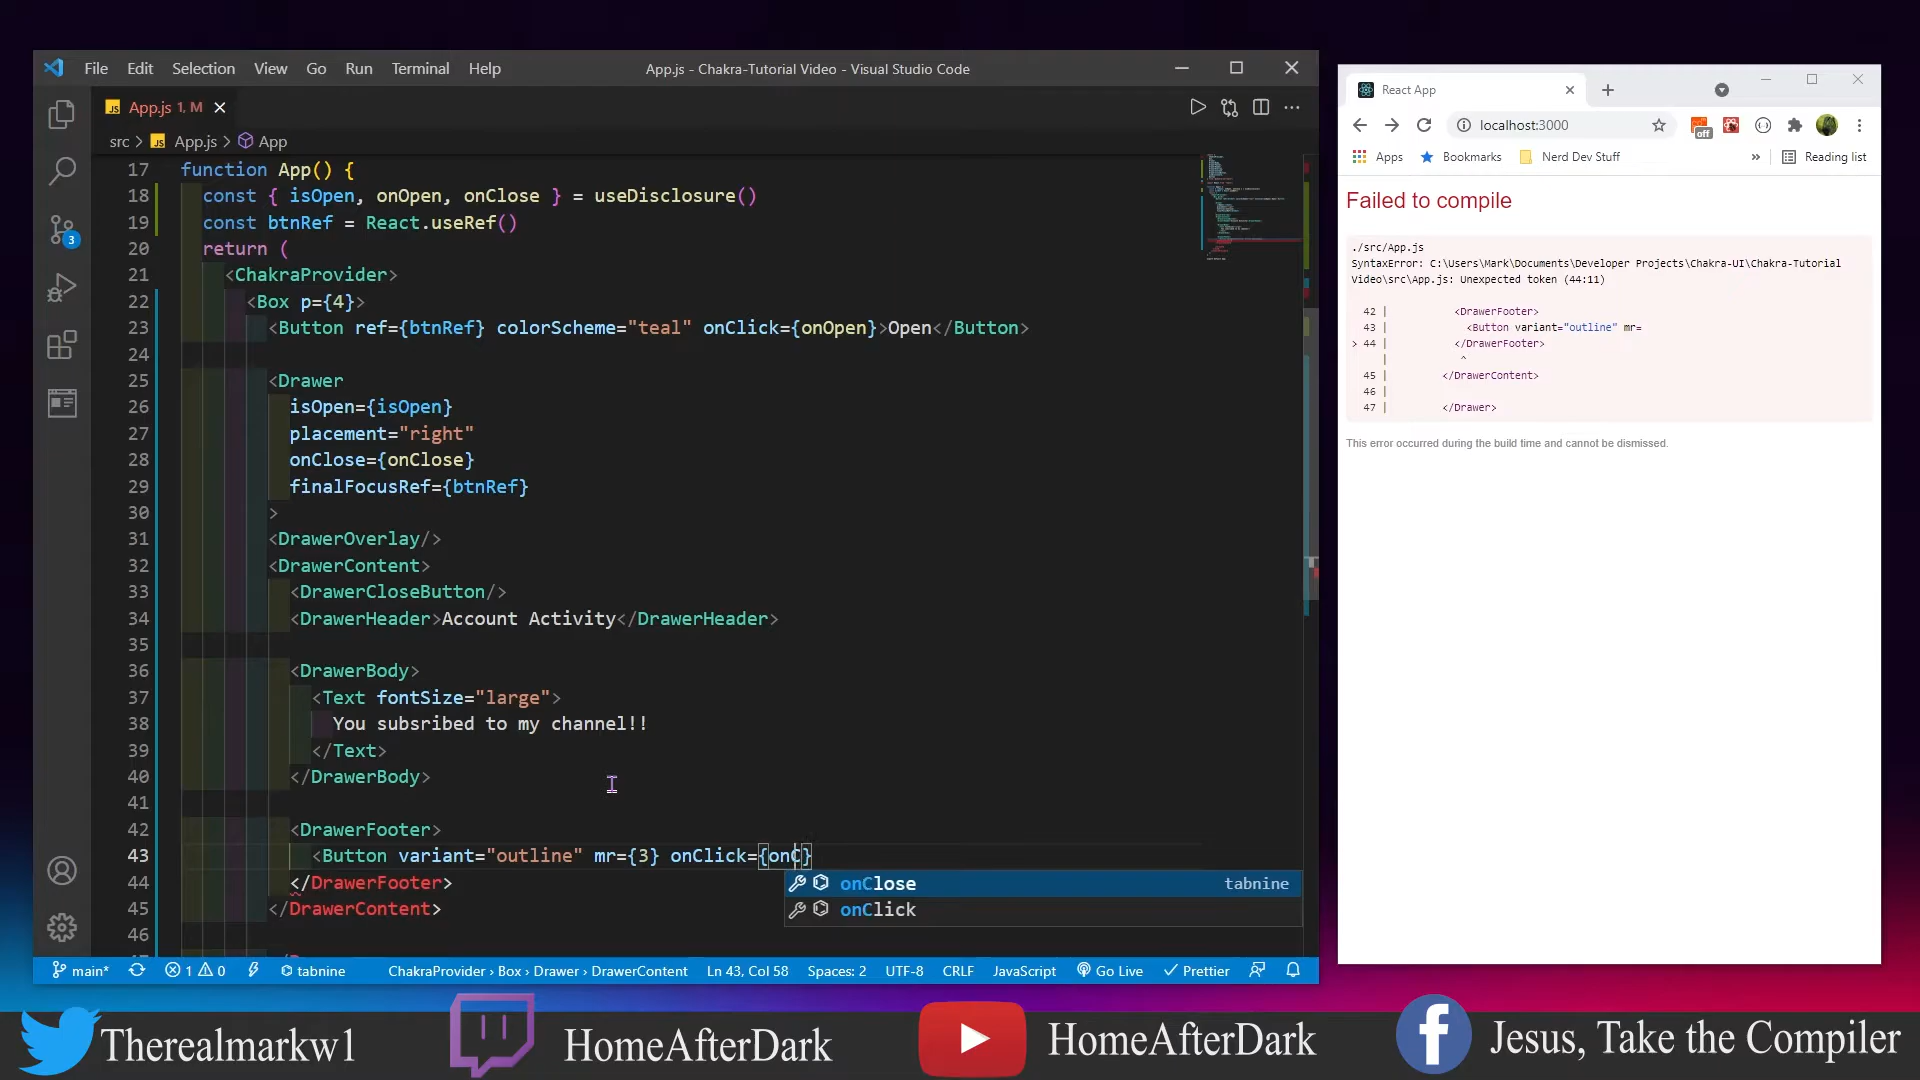 File Edit Selection View Go Run Terminal Help
App.js - Chakra-Tutorial Video - Visual Studio Code
JS App.js 1, M
src > JS App.js > App
17 function App() {
18 const { isOpen, onOpen, onClose } = useDisclosure()
19 const btnRef = React.useRef()
20 return (
21 <ChakraProvider>
22 <Box p={4}>
23 <Button ref={btnRef} colorScheme="teal" onClick={onOpen}>Open</Button>
24
25 <Drawer
26 isOpen={isOpen}
27 placement="right"
28 onClose={onClose}
29 finalFocusRef={btnRef}
30 >
31 <DrawerOverlay/>
32 <DrawerContent>
33 <DrawerCloseButton/>
34 <DrawerHeader>Account Activity</DrawerHeader>
35
36 <DrawerBody>
37 <Text fontSize="large">
38 You subsribed to my channel!!
39 </Text>
40 </DrawerBody>
41
42 <DrawerFooter>
43 <Button variant="outline" mr={3} onClick={onC}
44 </DrawerFooter>
45 </DrawerContent>
46
onClose tabnine
onClick
3
main* 1 0 tabnine ChakraProvider › Box › Drawer › DrawerContent Ln 43, Col 58 Spaces: 2 UTF-8 CRLF JavaScript Go Live Prettier
React App
localhost:3000
off
Apps Bookmarks Nerd Dev Stuff » Reading list
Failed to compile
./src/App.js
SyntaxError: C:\Users\Mark\Documents\Developer Projects\Chakra-UI\Chakra-Tutorial
Video\src\App.js: Unexpected token (44:11)
42 | <DrawerFooter>
43 | <Button variant="outline" mr=
> 44 | </DrawerFooter>
| ^
45 | </DrawerContent>
46 |
47 | </Drawer>
This error occurred during the build time and cannot be dismissed.
Therealmarkw1
HomeAfterDark
HomeAfterDark
Jesus, Take the Compiler